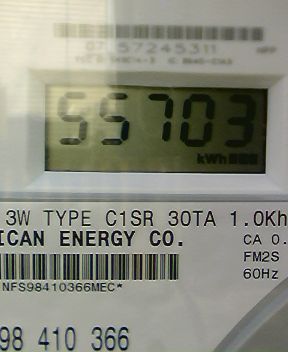 07 57245311
55703
kWh
3W TYPE C1SR 30TA 1.0Kh
ICAN ENERGY CO.
CA 0.
FM2S
60Hz
NFS98410366MEC*
98 410 366